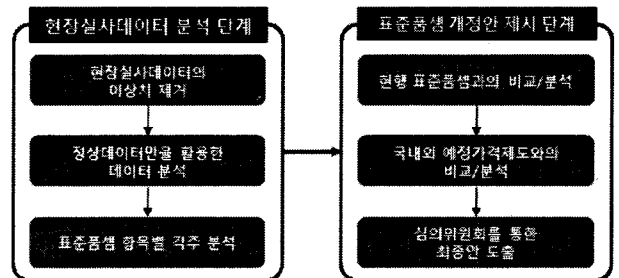 현장실사데이터 분석 단계
현장실사데이터의
이상치 제거
정상데이터만을 활용한
데이터 분석
표준품셈 항목별 각주 분석
표준품셈 개정안 제시 단계
현행 표준품셈과의 비교/분석
국내외 예정가격제도와의
비교/분석
심의위원회를 통한
최종안 도출